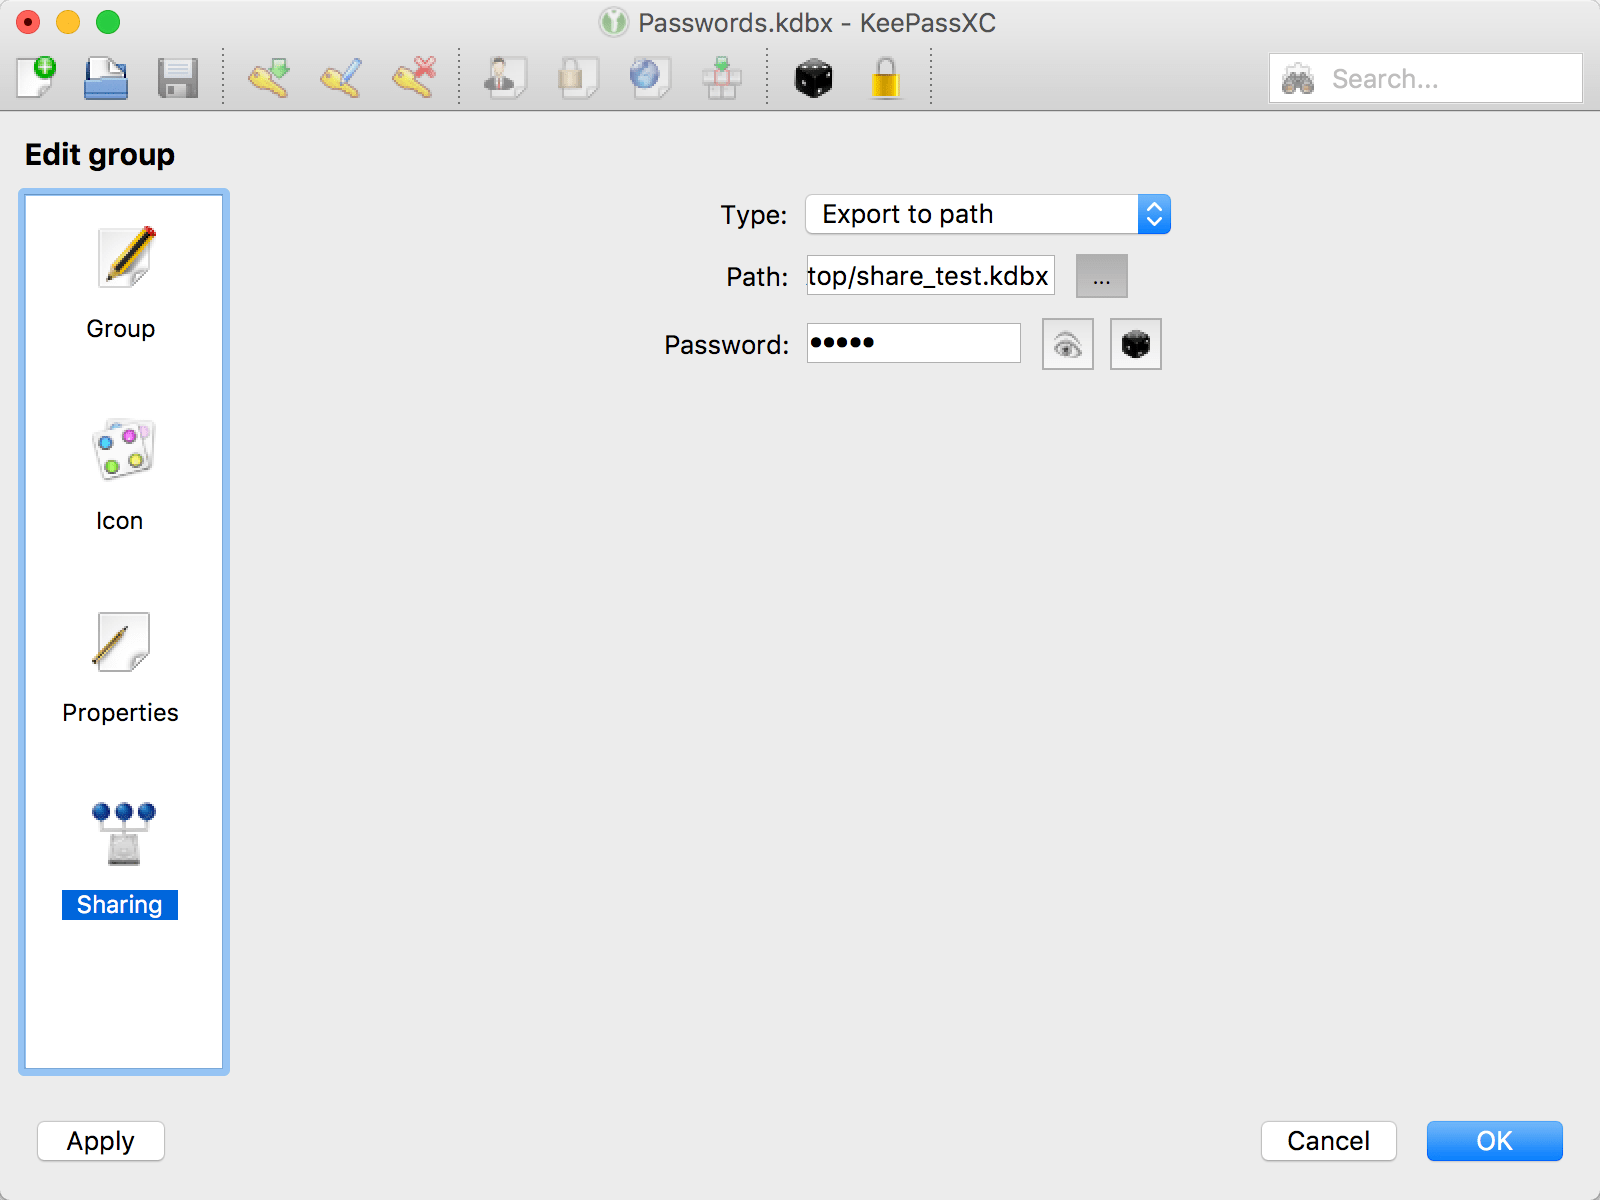 Passwords.kdbx - KeePassXC
Search...
Edit group
Group
Icon
Properties
Sharing
Type: Export to path
Path: top/share_test.kdbx ...
Password: •••••
Apply
Cancel
OK